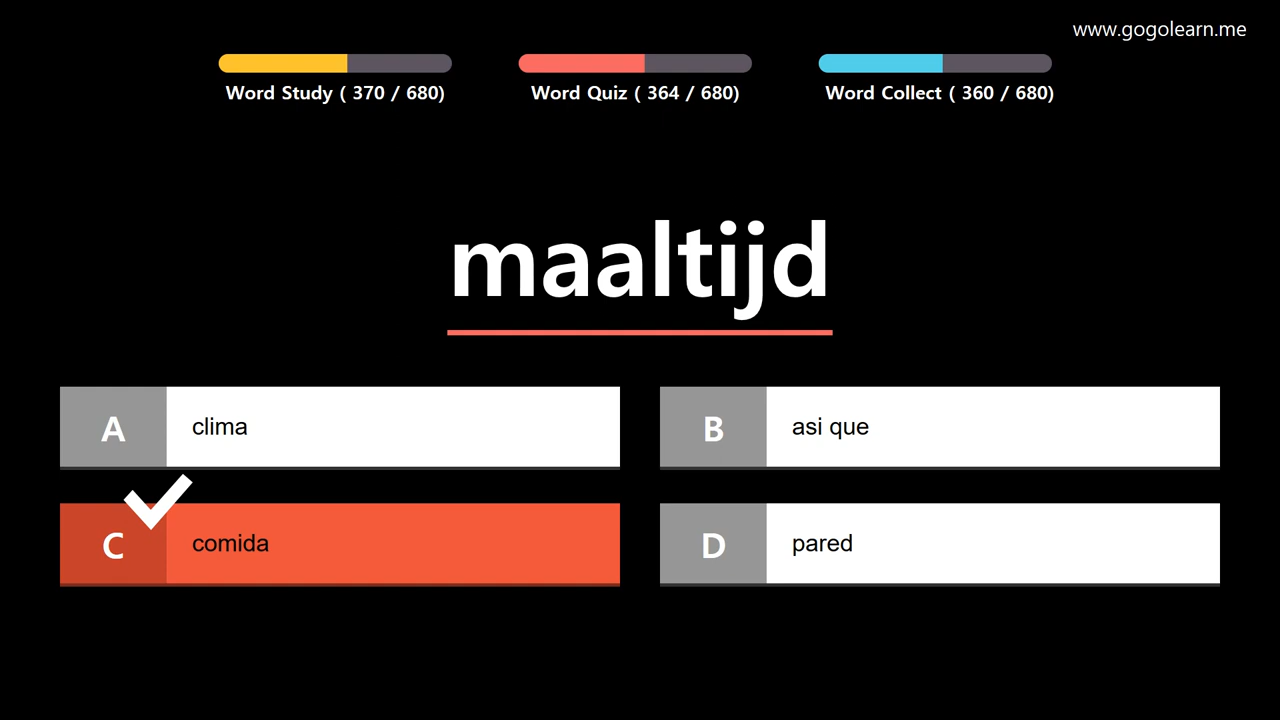 www.gogolearn.me
Word Study ( 370 / 680)
Word Quiz ( 364 / 680)
Word Collect ( 360 / 680)
maaltijd
A
clima
B
asi que
C
comida
D
pared